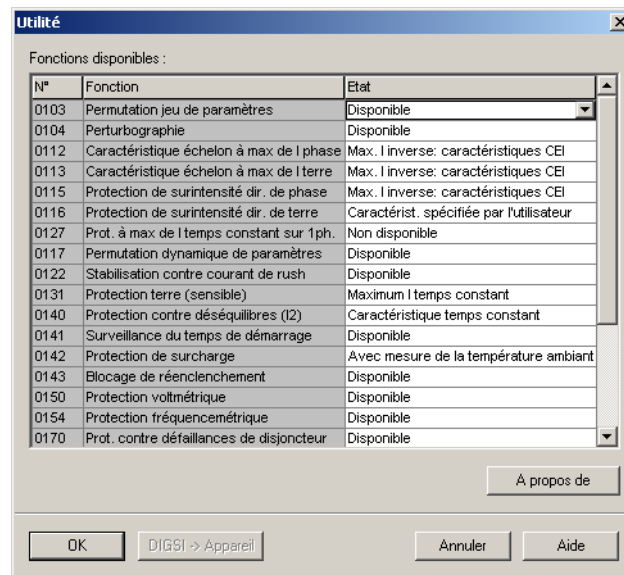 Utilité
Fonctions disponibles :
N° Fonction Etat
0103 Permutation jeu de paramètres Disponible
0104 Perturbographie Disponible
0112 Caractéristique échelon à max de I phase Max. I inverse: caractéristiques CEI
0113 Caractéristique échelon à max de I terre Max. I inverse: caractéristiques CEI
0115 Protection de surintensité dir. de phase Max. I inverse: caractéristiques CEI
0116 Protection de surintensité dir. de terre Caractérist. spécifiée par l'utilisateur
0127 Prot. à max de I temps constant sur 1ph. Non disponible
0117 Permutation dynamique de paramètres Disponible
0122 Stabilisation contre courant de rush Disponible
0131 Protection terre (sensible) Maximum I temps constant
0140 Protection contre déséquilibres (I2) Caractéristique temps constant
0141 Surveillance du temps de démarrage Disponible
0142 Protection de surcharge Avec mesure de la température ambiant
0143 Blocage de réenclenchement Disponible
0150 Protection voltmétrique Disponible
0154 Protection fréquencemétrique Disponible
0170 Prot. contre défaillances de disjoncteur Disponible
A propos de
OK DIGSI -> Appareil Annuler Aide